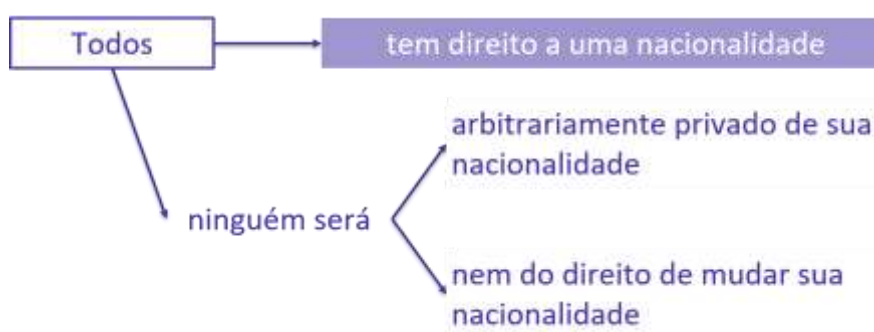 Todos
tem direito a uma nacionalidade
arbitrariamente privado de sua
nacionalidade
ninguém será
nem do direito de mudar sua
nacionalidade